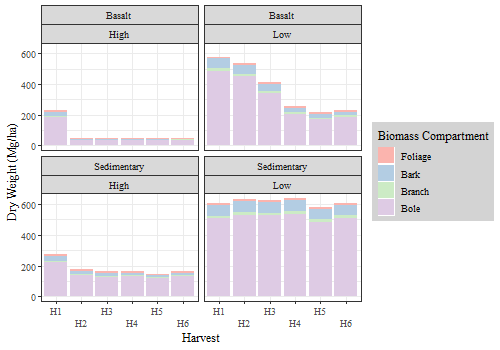 Basalt
Basalt
High
Low
600
400
200
0
Sedimentary
Sedimentary
High
Low
600
400
200
0
H1
H2
H3
H4
H5
H6
H1
H2
H3
H4
H5
H6
Harvest
Dry Weight (Mg/ha)
Biomass Compartment
Foliage
Bark
Branch
Bole